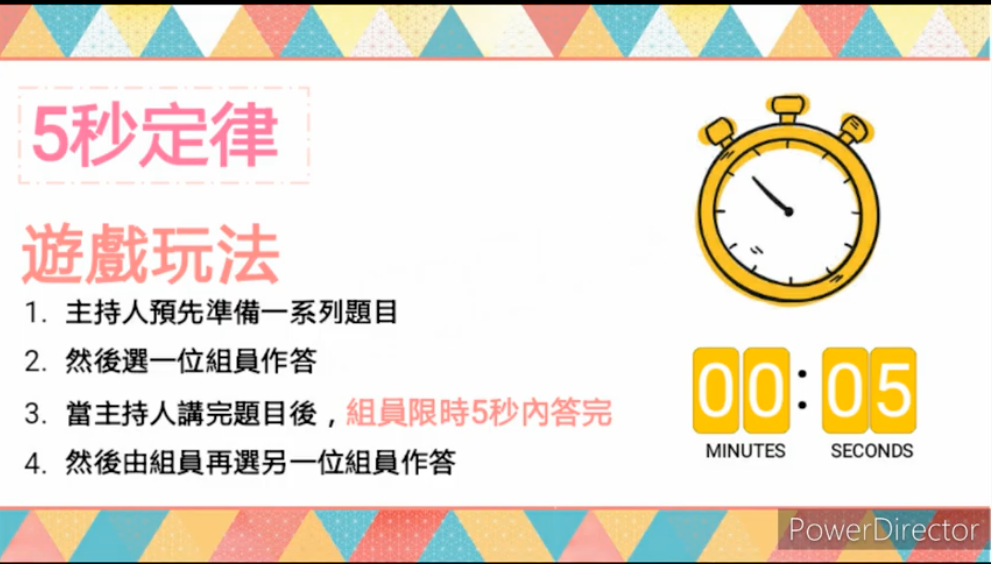 5秒定律
遊戲玩法
1. 主持人預先準備一系列題目
2. 然後選一位組員作答
3. 當主持人講完題目後，組員限時5秒內答完
4. 然後由組員再選另一位組員作答
00:05
MINUTES SECONDS
PowerDirector